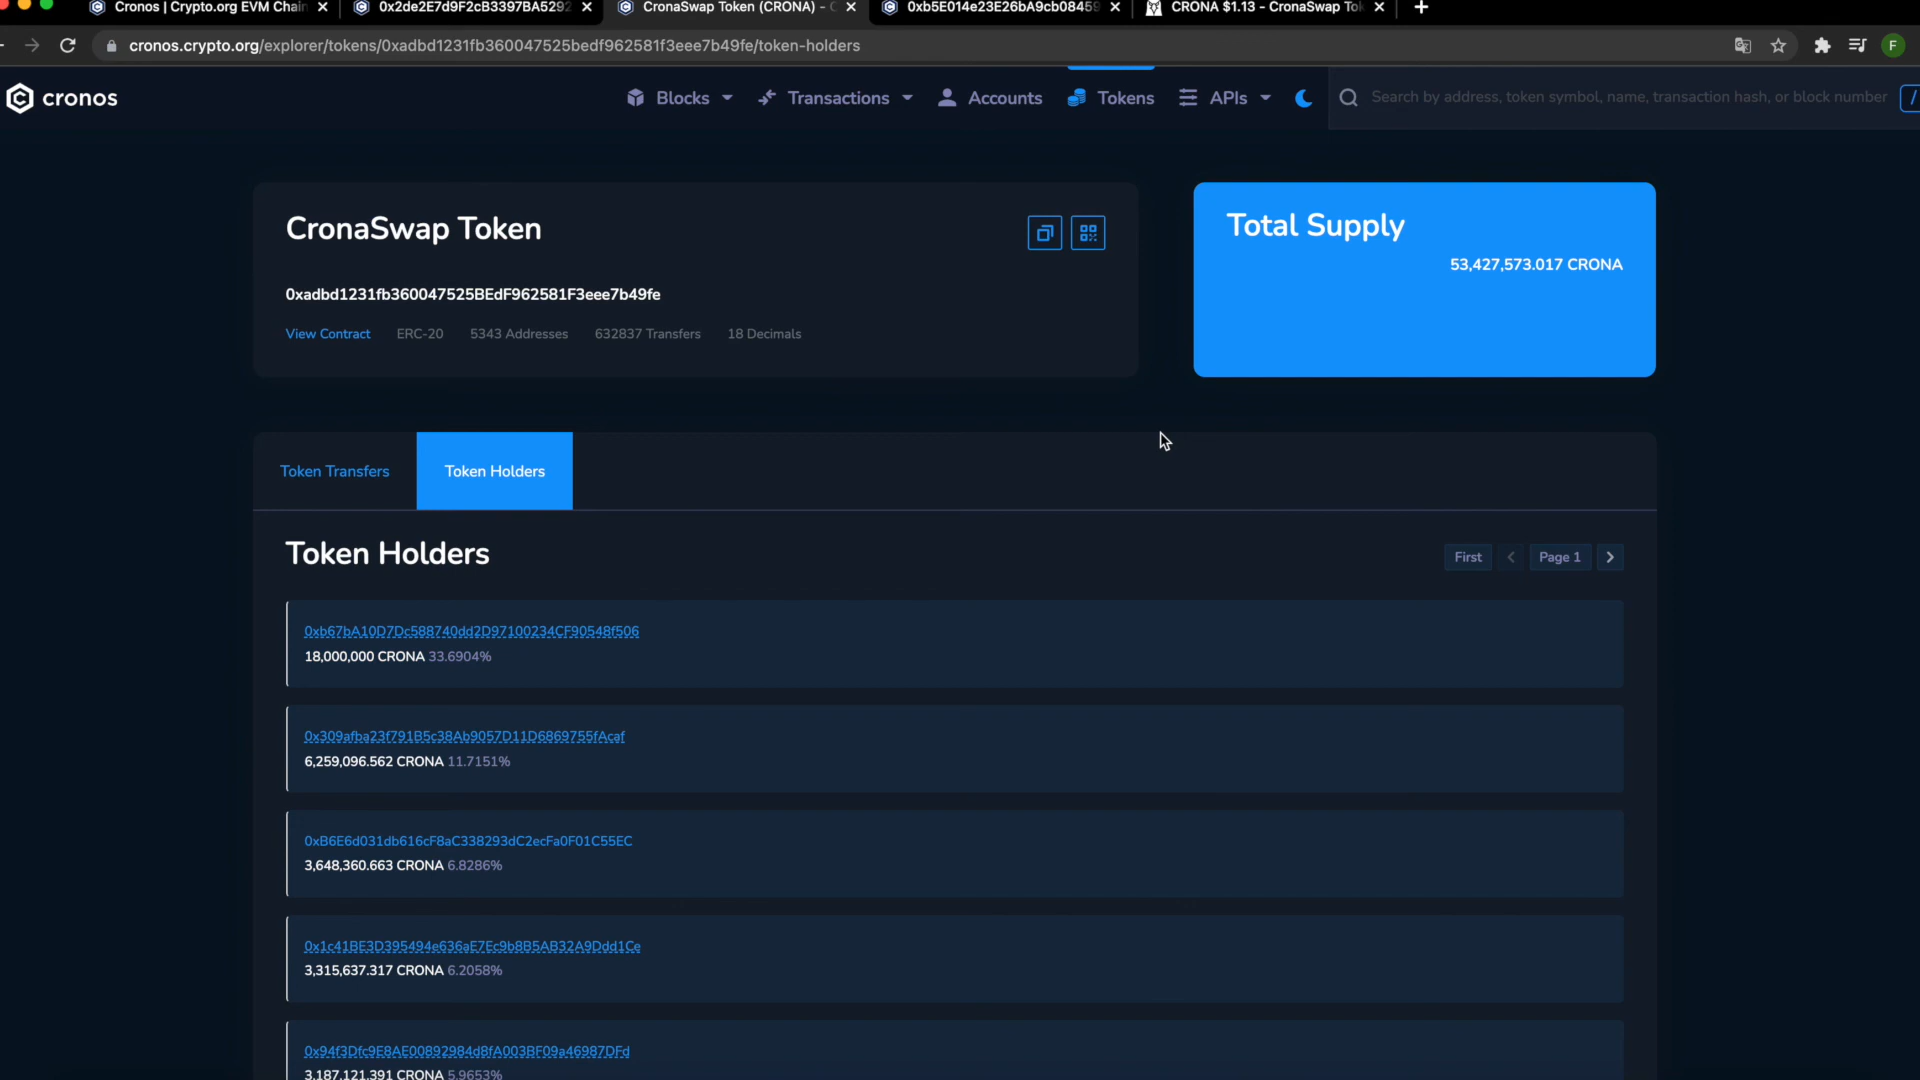 Cronos | Crypto.org EVM Chain
0x2de2E7d9F2cB3397BA5292
CronaSwap Token (CRONA) - C
0xb5E014e23E26bA9cb08459
CRONA $1.13 - CronaSwap Tok
cronos.crypto.org/explorer/tokens/0xadbd1231fb360047525bedf962581f3eee7b49fe/token-holders
F
cronos
Blocks
Transactions
Accounts
Tokens
APIs
Search by address, token symbol, name, transaction hash, or block number
/
CronaSwap Token
0xadbd1231fb360047525BEdF962581F3eee7b49fe
View Contract
ERC-20
5343 Addresses
632837 Transfers
18 Decimals
Total Supply
53,427,573.017 CRONA
Token Transfers
Token Holders
Token Holders
First
Page 1
0xb67bA10D7Dc588740dd2D97100234CF90548f506
18,000,000 CRONA 33.6904%
0x309afba23f791B5c38Ab9057D11D6869755fAcaf
6,259,096.562 CRONA 11.7151%
0xB6E6d031db616cF8aC338293dC2ecFa0F01C55EC
3,648,360.663 CRONA 6.8286%
0x1c41BE3D395494e636aE7Ec9b8B5AB32A9Ddd1Ce
3,315,637.317 CRONA 6.2058%
0x94f3Dfc9E8AE00892984d8fA003BF09a46987DFd
3,187,121.391 CRONA 5.9653%